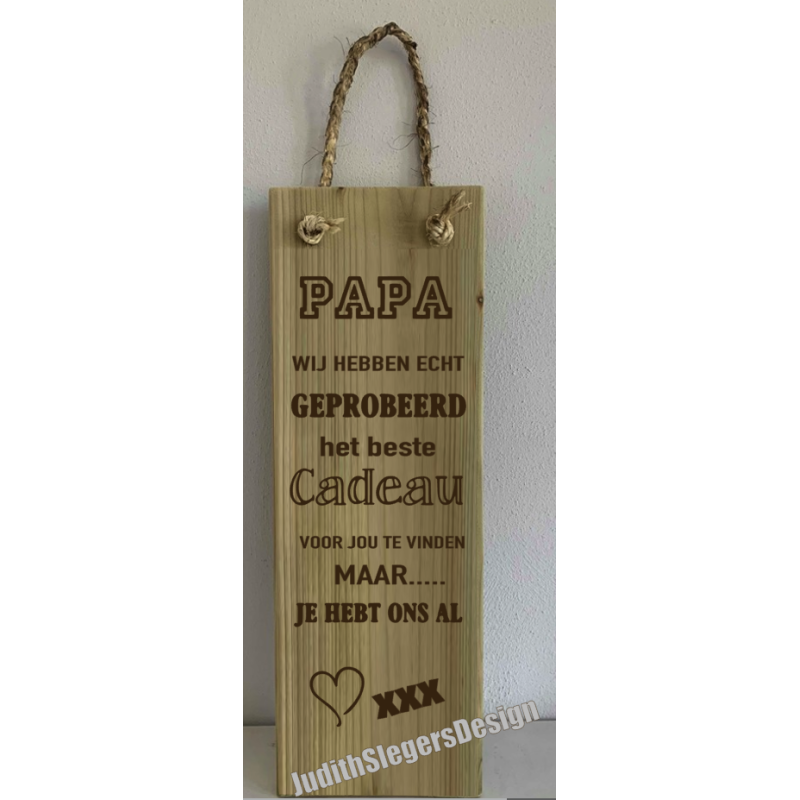 PAPA
WIJ HEBBEN ECHT
GEPROBEERD
het beste
Cadeau
VOOR JOU TE VINDEN
MAAR.....
JE HEBT ONS AL
XXX
JudithSlegersDesign